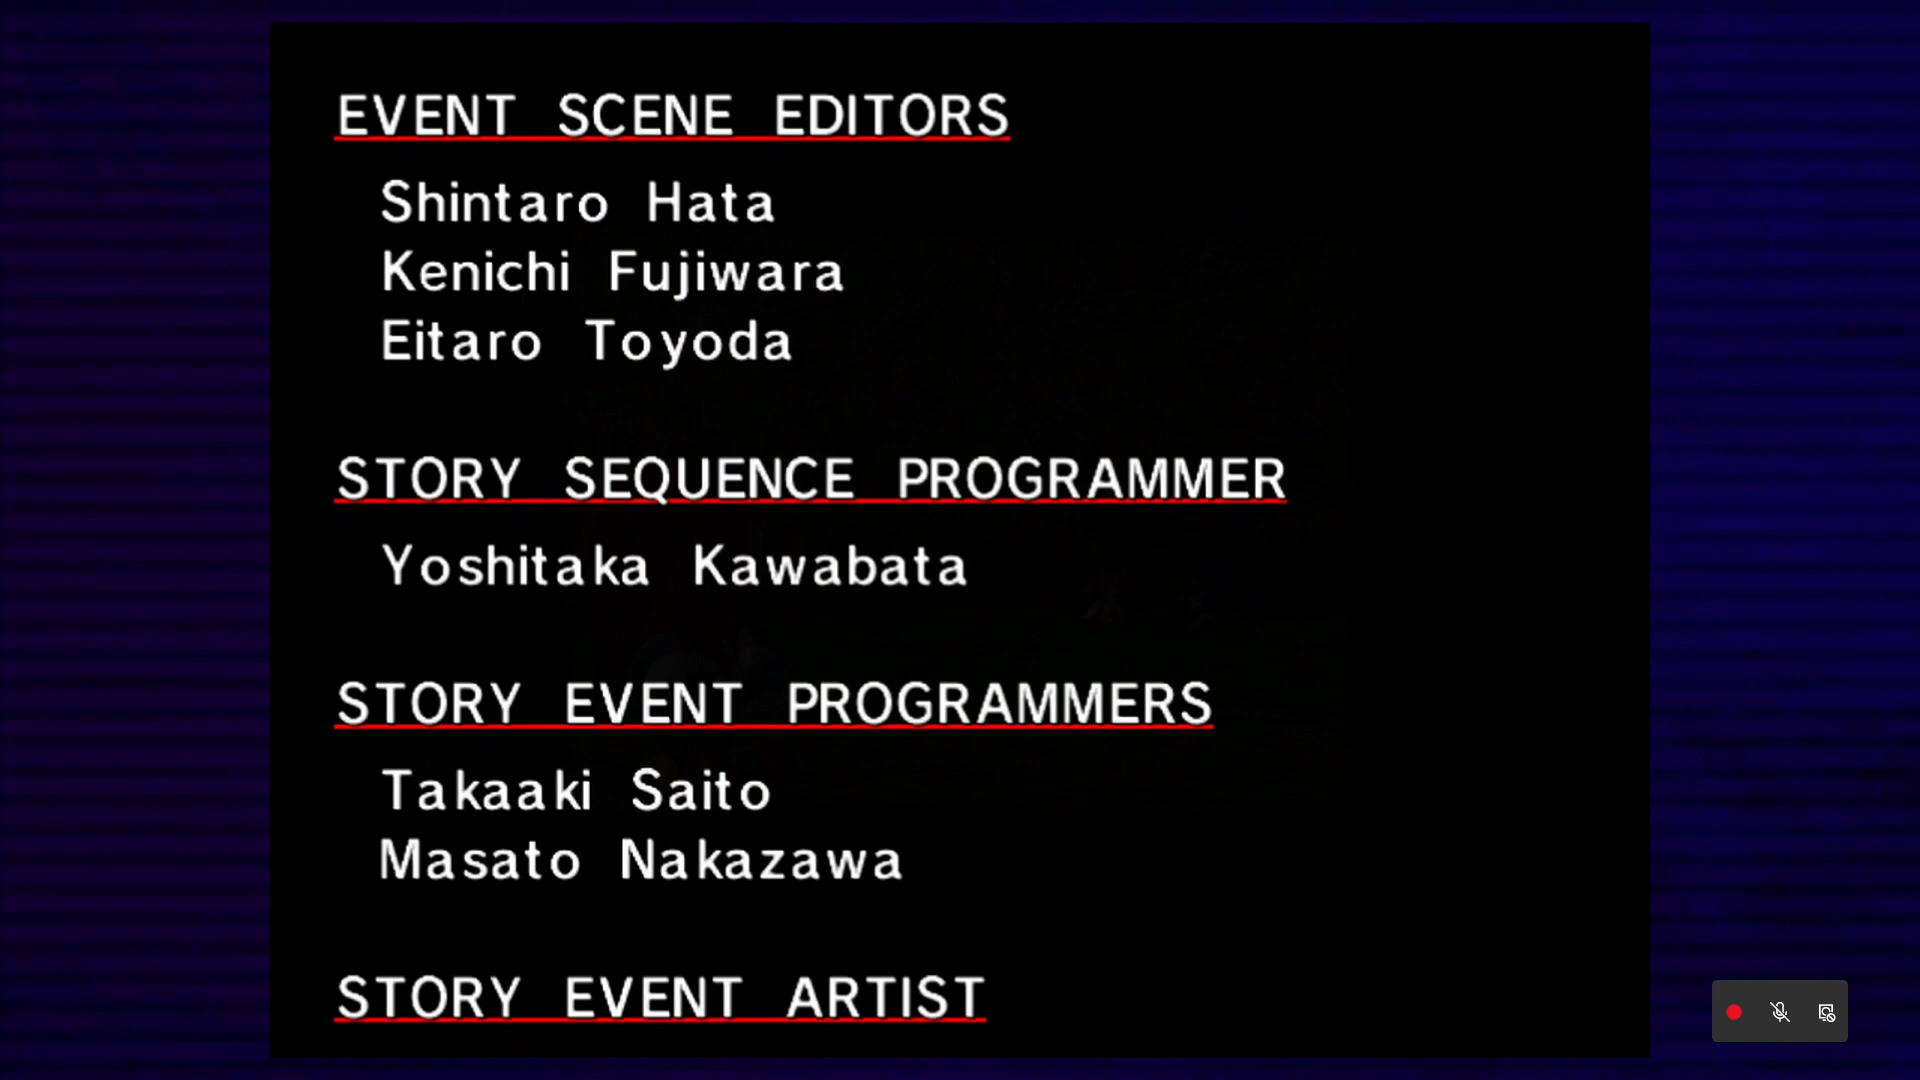 EVENT SCENE EDITORS
Shintaro Hata
Kenichi Fujiwara
Eitaro Toyoda
STORY SEQUENCE PROGRAMMER
Yoshitaka Kawabata
STORY EVENT PROGRAMMERS
Takaaki Saito
Masato Nakazawa
STORY EVENT ARTIST